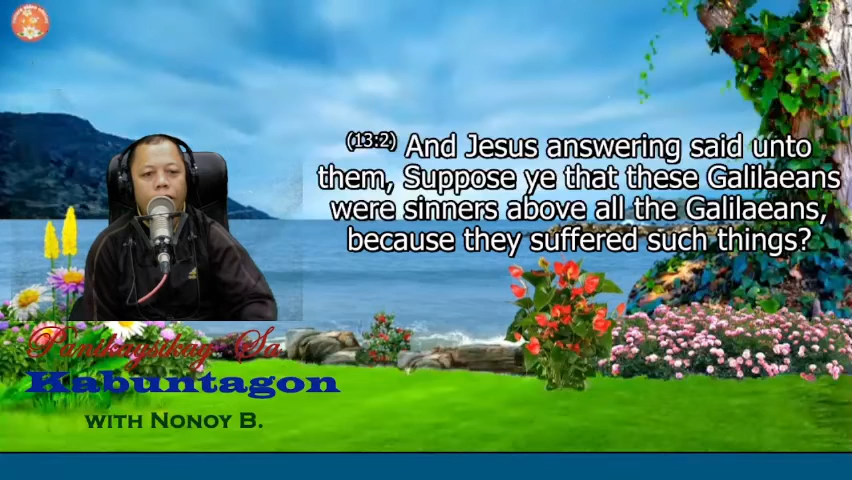 (13:2) And Jesus answering said unto
them, Suppose ye that these Galilaeans
were sinners above all the Galilaeans,
because they suffered such things?
Panikaysikay Sa
Kabuntagon
WITH NONOY B.